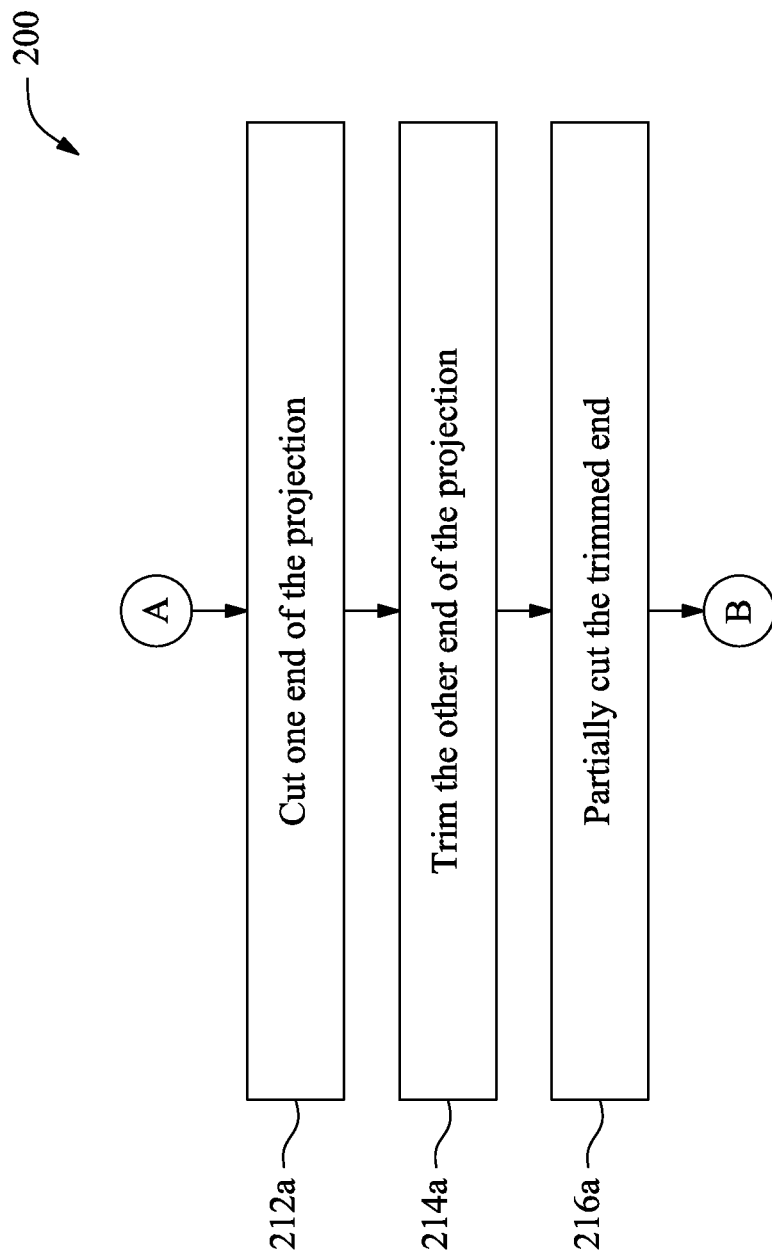 200
A
212a
Cut one end of the projection
214a
Trim the other end of the projection
216a
Partially cut the trimmed end
B